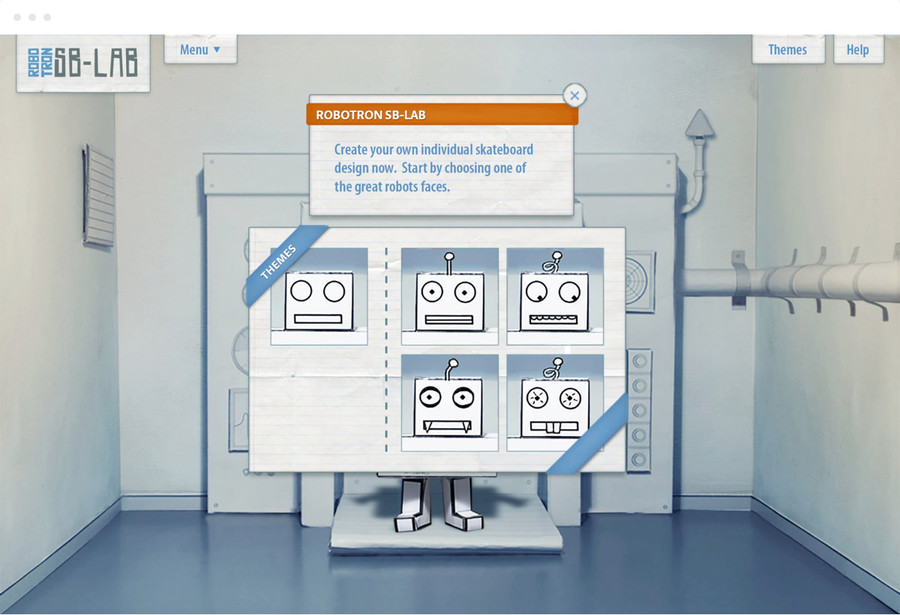 ROBO
TRON
SB-LAB
Menu ▼
Themes
Help
ROBOTRON SB-LAB
Create your own individual skateboard
design now. Start by choosing one of
the great robots faces.
THEMES